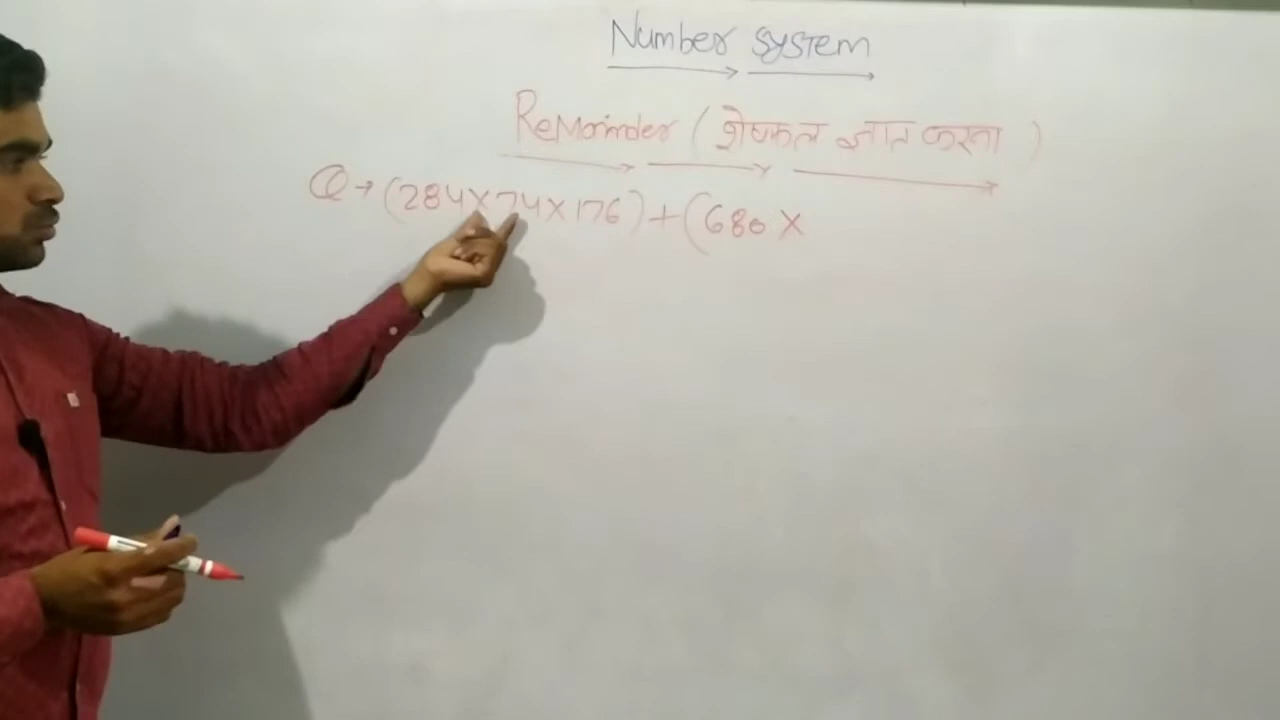 Number System
Remainder (शेषफल ज्ञात करना)
Q → (284×74×176) + (680 ×